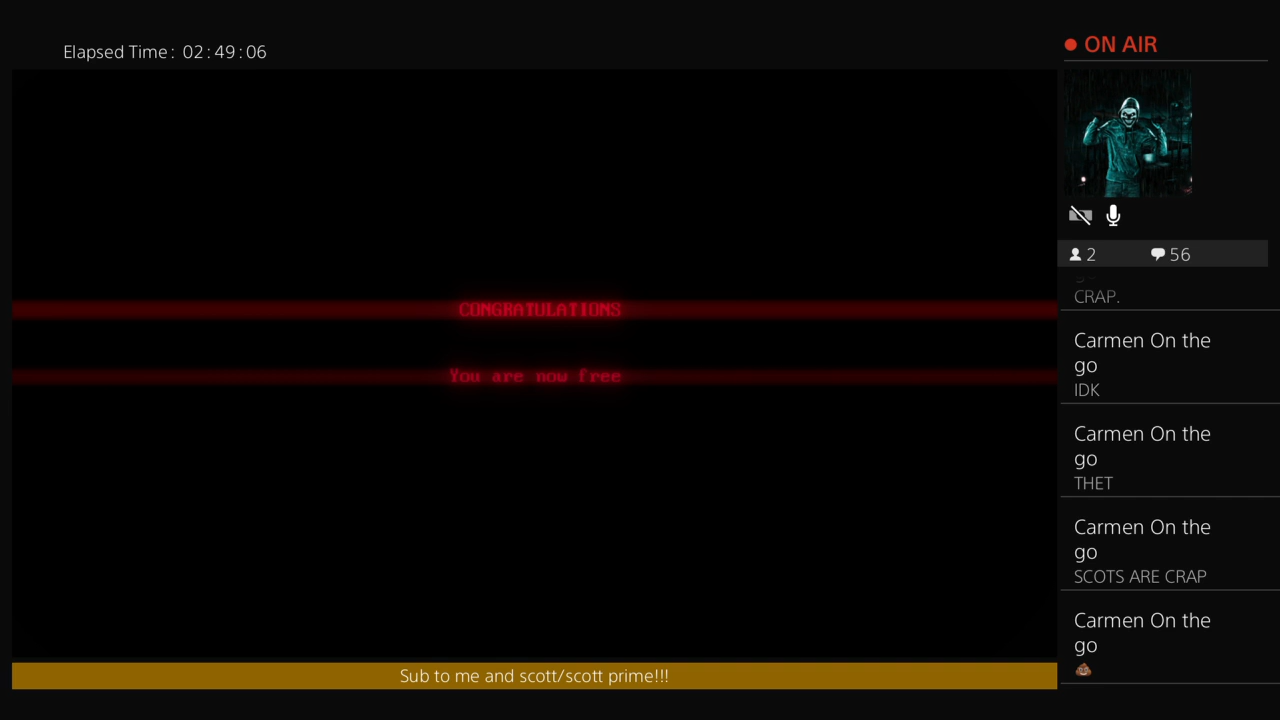 Elapsed Time: 02:49:06
ON AIR
CONGRATULATIONS
You are now free
2 56
CRAP.
Carmen On the
go
IDK
Carmen On the
go
THET
Carmen On the
go
SCOTS ARE CRAP
Carmen On the
go
💩
Sub to me and scott/scott prime!!!